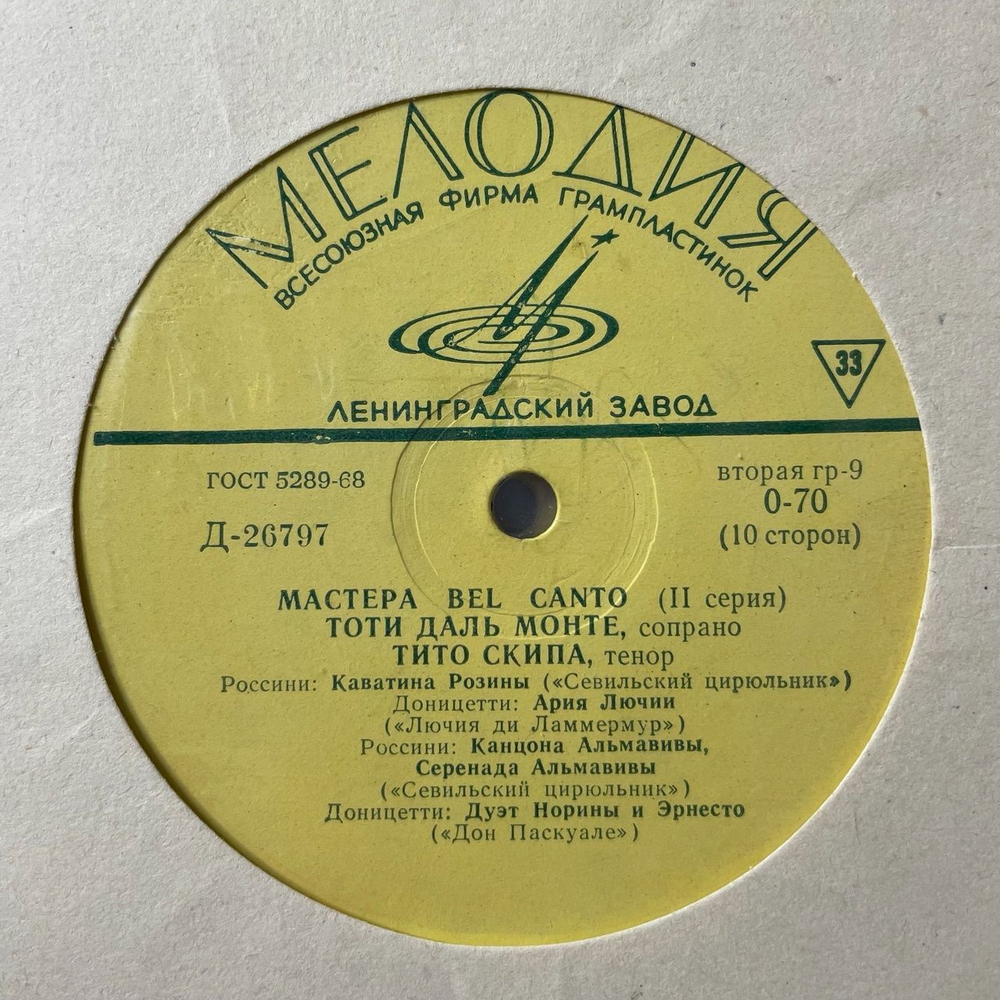 МЕЛОДИЯ
ВСЕСОЮЗНАЯ ФИРМА ГРАМПЛАСТИНОК
33
ЛЕНИНГРАДСКИЙ ЗАВОД
ГОСТ 5289-68
вторая гр-9
Д-26797
0-70
(10 сторон)
МАСТЕРА BEL CANTO (II серия)
ТОТИ ДАЛЬ МОНТЕ, сопрано
ТИТО СКИПА, тенор
Россини: Каватина Розины («Севильский цирюльник»)
Доницетти: Ария Лючии
(«Лючия ди Ламмермур»)
Россини: Канцона Альмавивы,
Серенада Альмавивы
(«Севильский цирюльник»)
Доницетти: Дуэт Норины и Эрнесто
(«Дон Паскуале»)